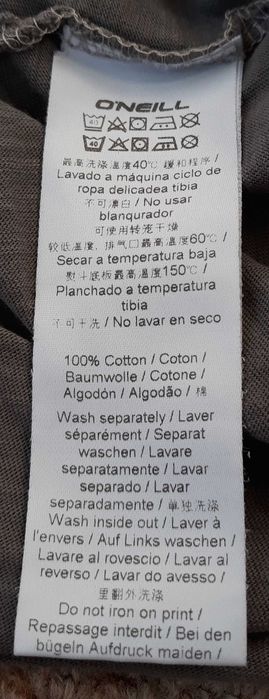 O'NEILL
40
40
最高洗涤温度40℃ 缓和程序 /
Lavado a máquina ciclo de
ropa delicadea tibia
不可漂白 / No usar
blanqurador
可使用转笼干燥
较低温度, 排气口最高温度60℃ /
Secar a temperatura baja
熨斗底板最高温度150℃ /
Planchado a temperatura
tibia
不可干洗 / No lavar en seco
100% Cotton / Coton /
Baumwolle / Cotone /
Algodón / Algodão / 棉
Wash separately / Laver
séparément / Separat
waschen / Lavare
separatamente / Lavar
separado / Lavar
separadamente / 单独洗涤
Wash inside out / Laver à
l'envers / Auf Links waschen /
Lavare al rovescio / Lavar al
reverso / Lavar do avesso /
里翻外洗涤
Do not iron on print /
Repassage interdit / Bei den
bügeln Aufdruck maiden /